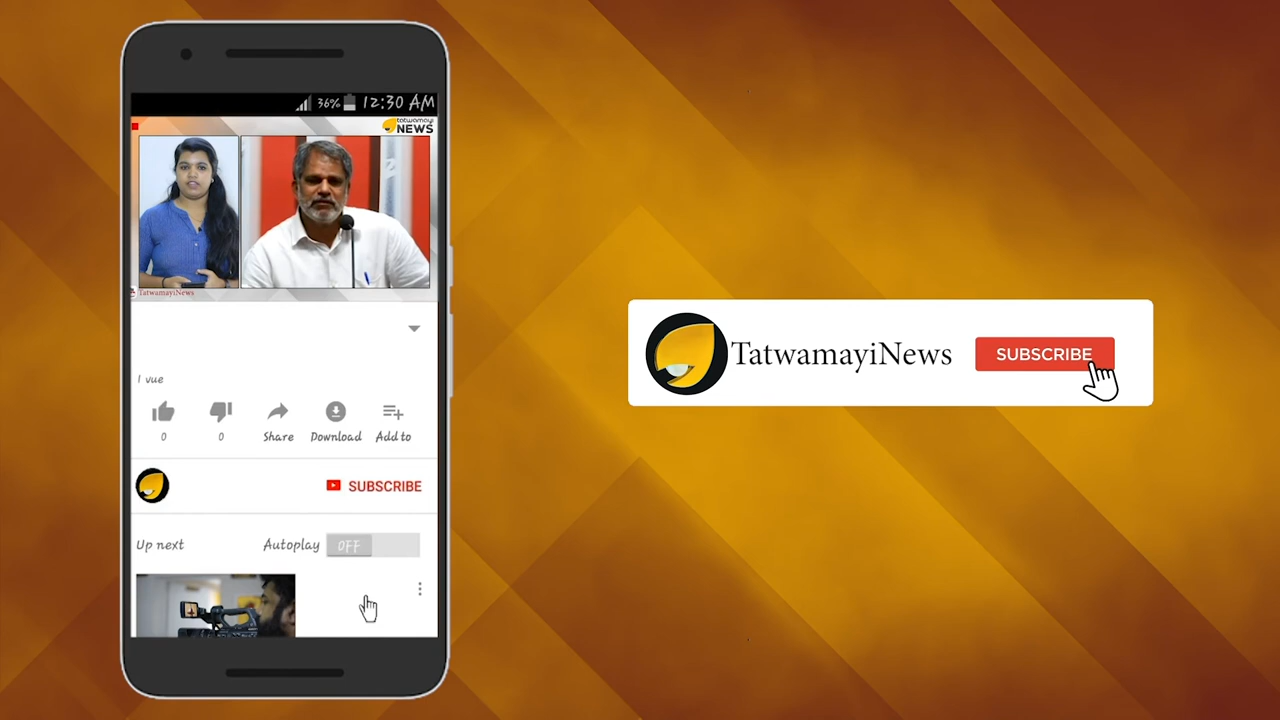 36% 12:30 AM
tatwamayi
NEWS
TatwamayiNews
1 vue
0 0 Share Download Add to
SUBSCRIBE
Up next Autoplay OFF
TatwamayiNews SUBSCRIBE